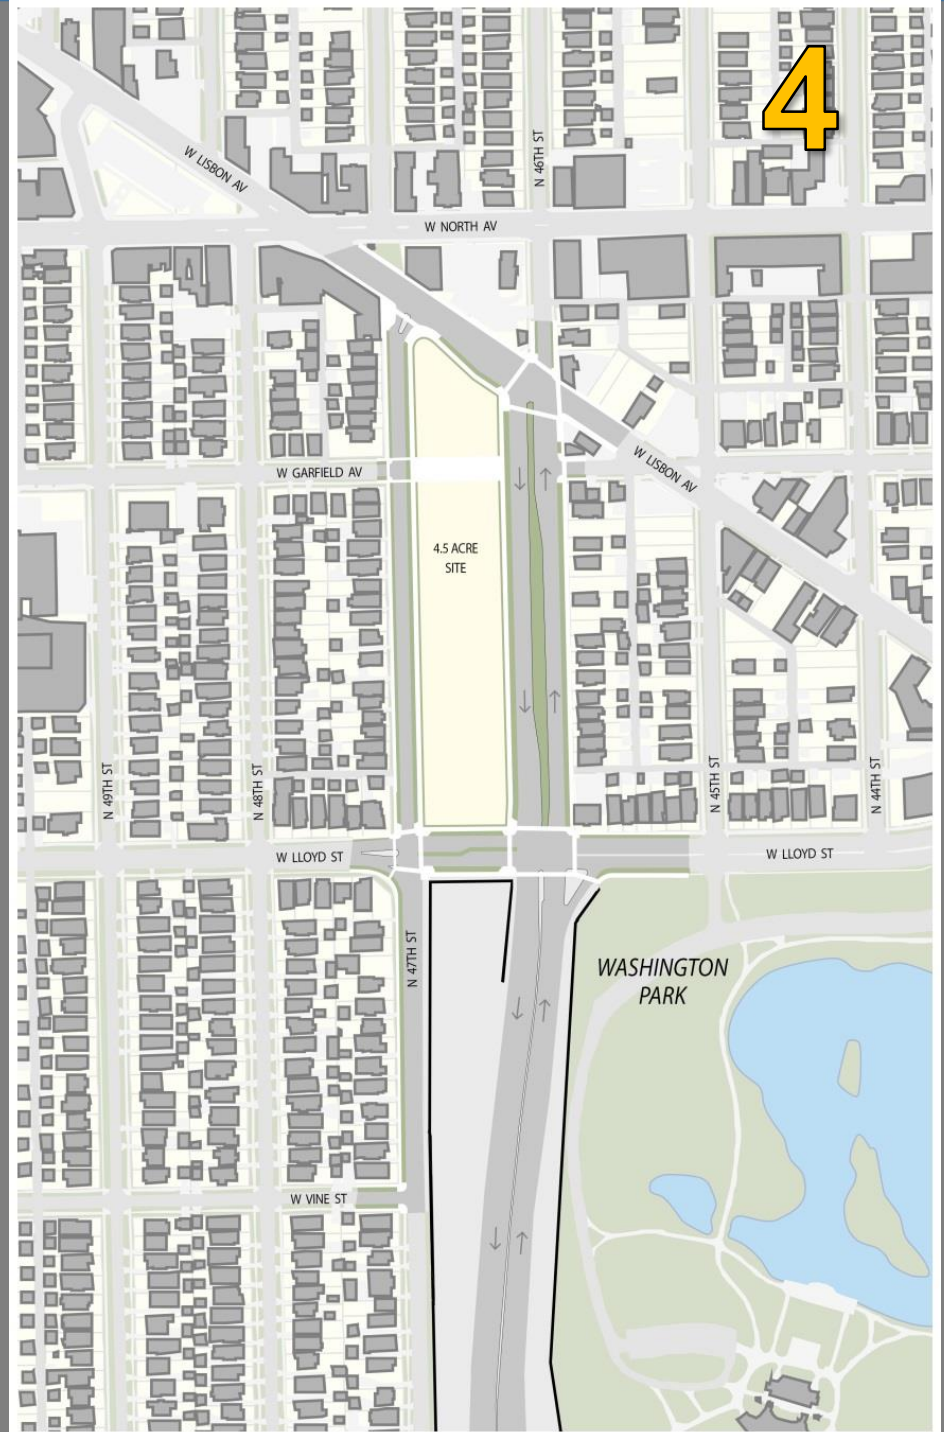 4
N 46TH ST
W LISBON AV
W NORTH AV
W LISBON AV
W GARFIELD AV
4.5 ACRE
SITE
N 49TH ST
N 48TH ST
N 45TH ST
N 44TH ST
W LLOYD ST
W LLOYD ST
N 47TH ST
WASHINGTON
PARK
W VINE ST